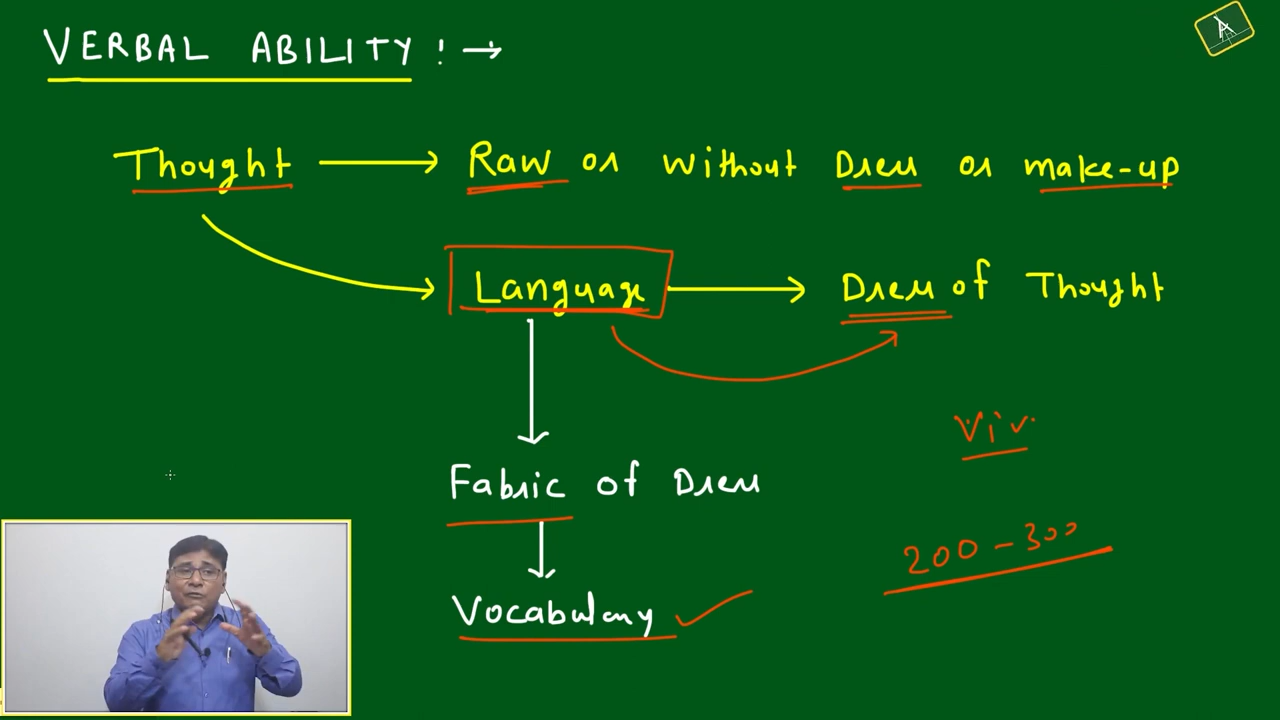 VERBAL ABILITY : →
Thought → Raw or without Dress or make-up
Language → Dress of Thought
Fabric of Dress
Viv.
200 - 300
Vocabulary ✓
A